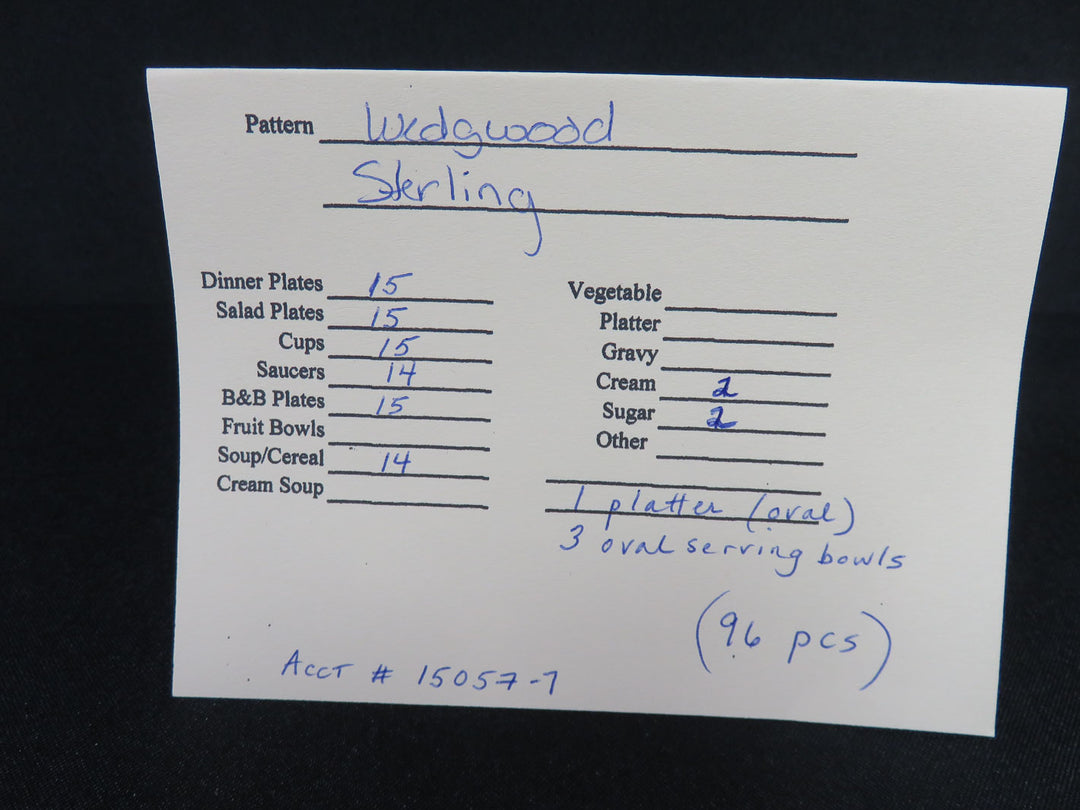 Pattern Wedgwood
Sterling
Dinner Plates 15
Salad Plates 15
Cups 15
Saucers 14
B&B Plates 15
Fruit Bowls
Soup/Cereal 14
Cream Soup
Vegetable
Platter
Gravy
Cream 2
Sugar 2
Other
1 platter (oval)
3 oval serving bowls
(96 pcs)
Acct # 15057-7